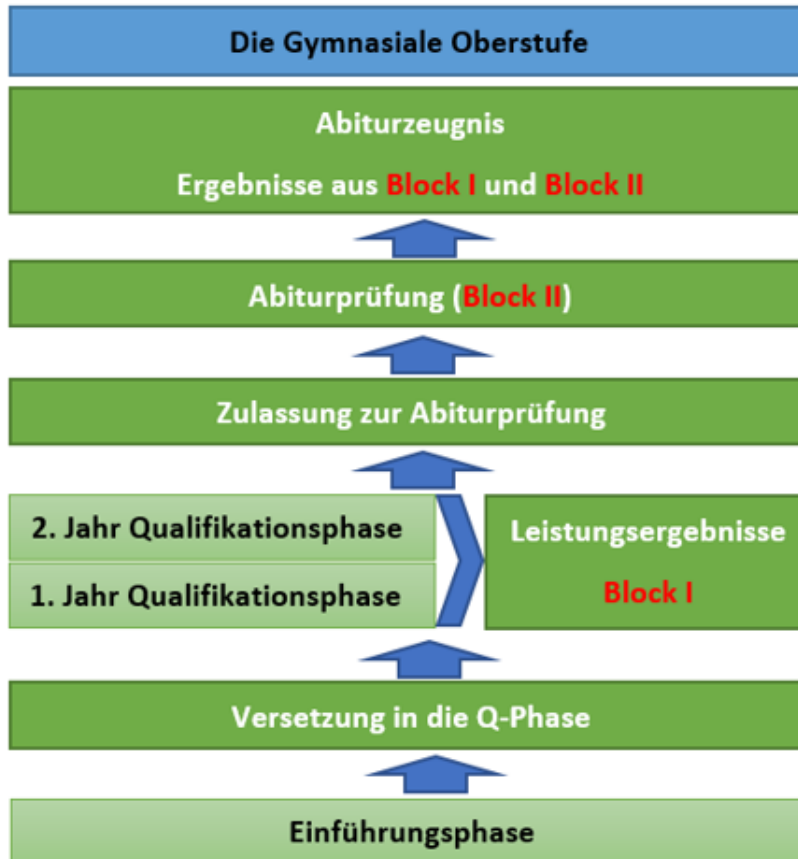 Die Gymnasiale Oberstufe
Abiturzeugnis
Ergebnisse aus Block I und Block II
Abiturprüfung (Block II)
Zulassung zur Abiturprüfung
2. Jahr Qualifikationsphase
1. Jahr Qualifikationsphase
Leistungsergebnisse
Block I
Versetzung in die Q-Phase
Einführungsphase